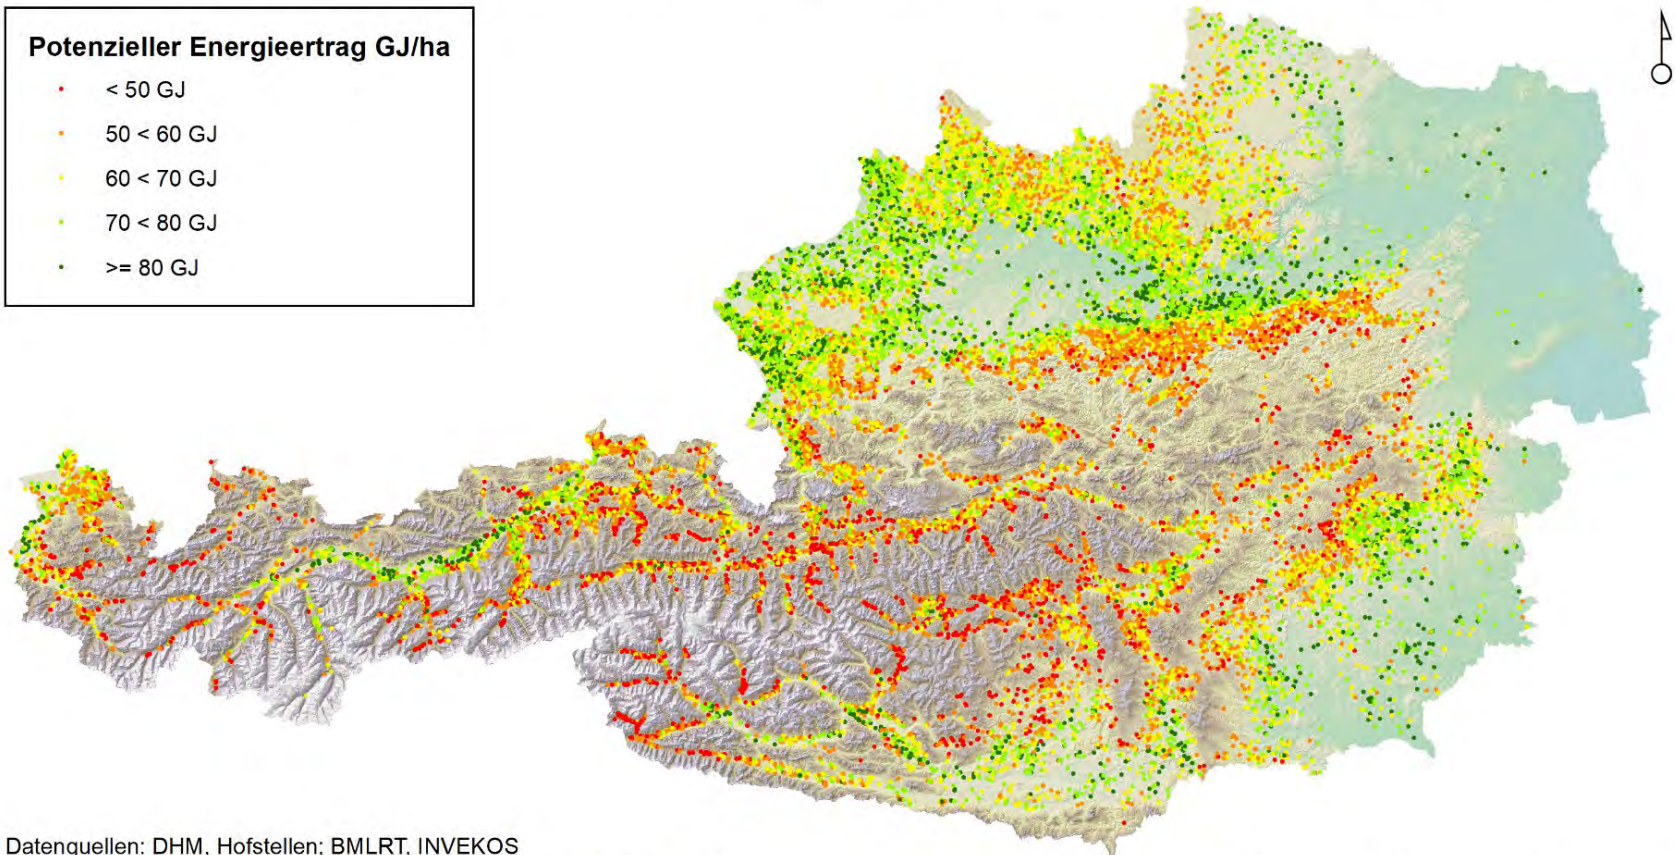 Potenzieller Energieertrag GJ/ha
< 50 GJ
50 < 60 GJ
60 < 70 GJ
70 < 80 GJ
>= 80 GJ
Datenquellen: DHM, Hofstellen: BMLRT, INVEKOS